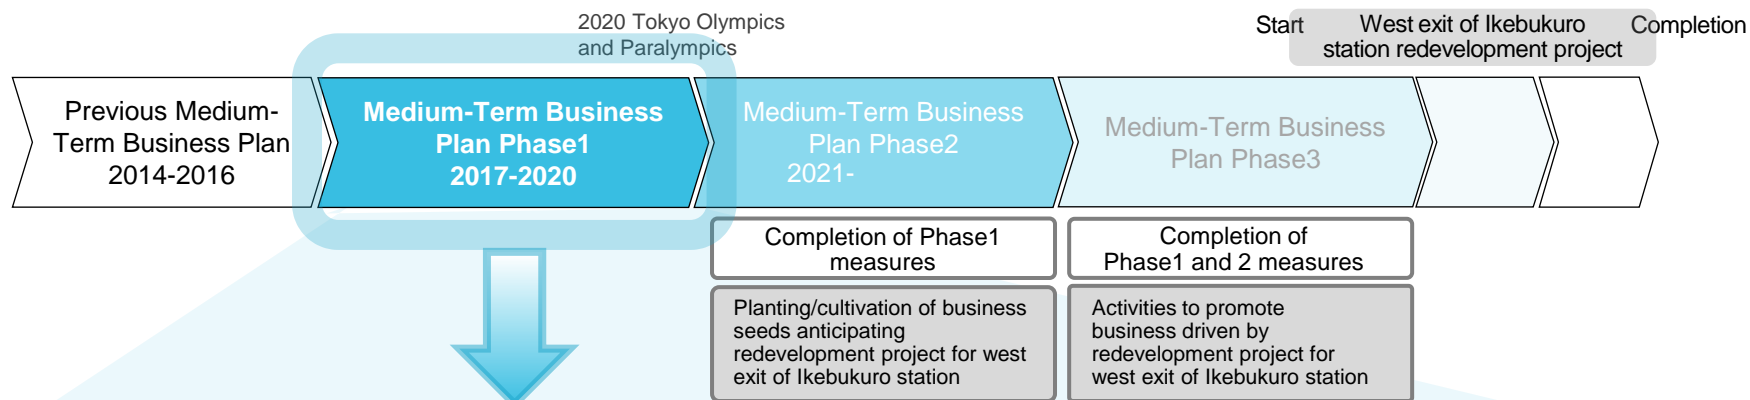 2020 Tokyo Olympics
and Paralympics
Start
West exit of Ikebukuro
station redevelopment project
Completion
Previous Medium-
Term Business Plan
2014-2016
Medium-Term Business
Plan Phase1
2017-2020
Medium-Term Business
Plan Phase2
2021-
Medium-Term Business
Plan Phase3
Completion of Phase1
measures
Completion of
Phase1 and 2 measures
Planting/cultivation of business
seeds anticipating
redevelopment project for west
exit of Ikebukuro station
Activities to promote
business driven by
redevelopment project for
west exit of Ikebukuro station